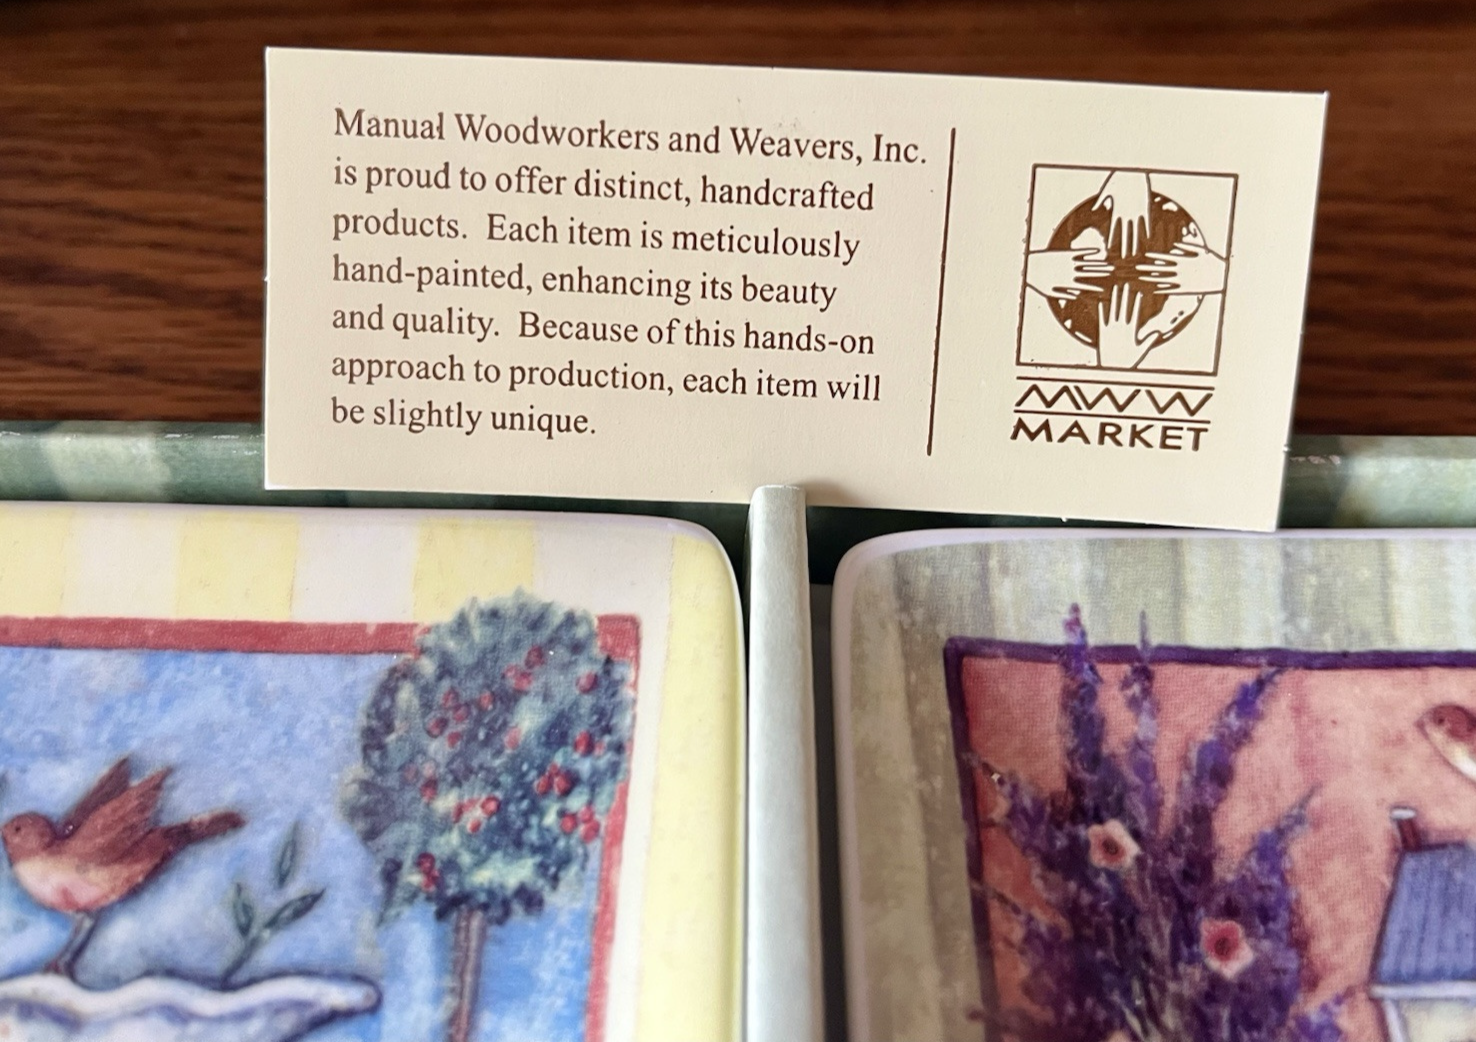 Manual Woodworkers and Weavers, Inc.
is proud to offer distinct, handcrafted
products.  Each item is meticulously
hand-painted, enhancing its beauty
and quality.  Because of this hands-on
approach to production, each item will
be slightly unique.
MWW
MARKET